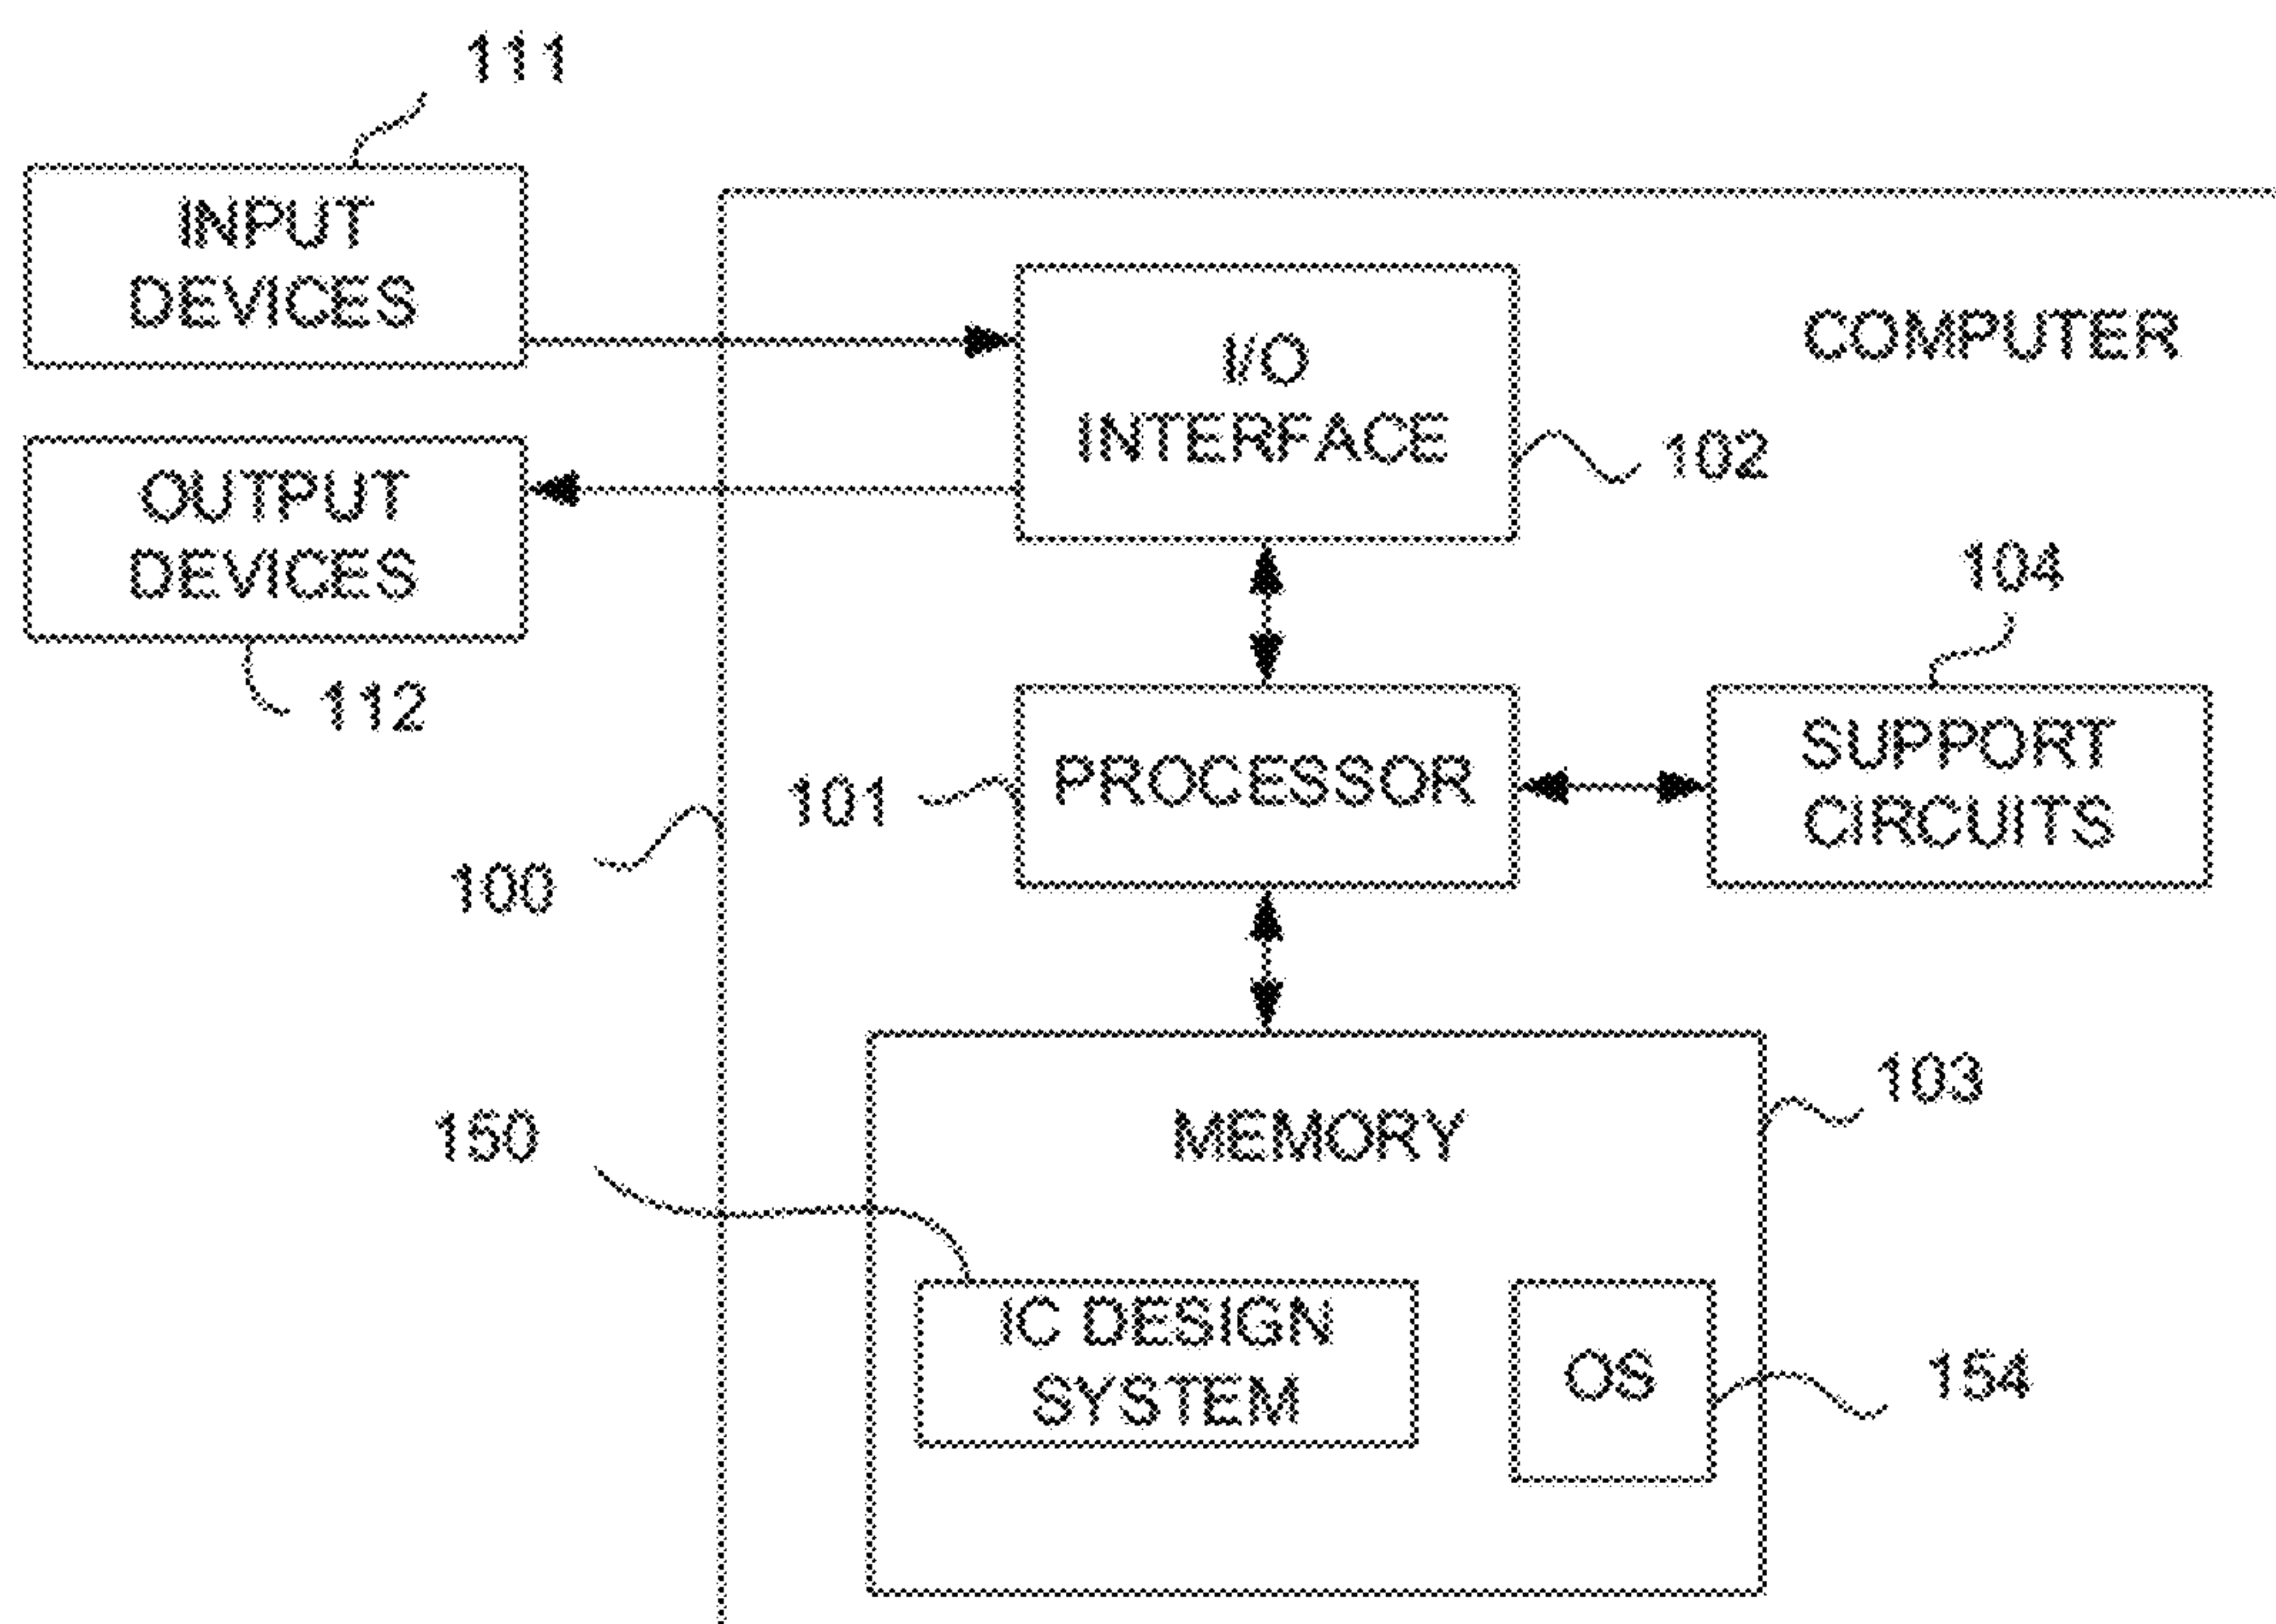 111
INPUT
DEVICES
I/O
INTERFACE
COMPUTER
102
OUTPUT
DEVICES
112
104
SUPPORT
CIRCUITS
PROCESSOR
101
100
103
MEMORY
150
IC DESIGN
SYSTEM
OS
154